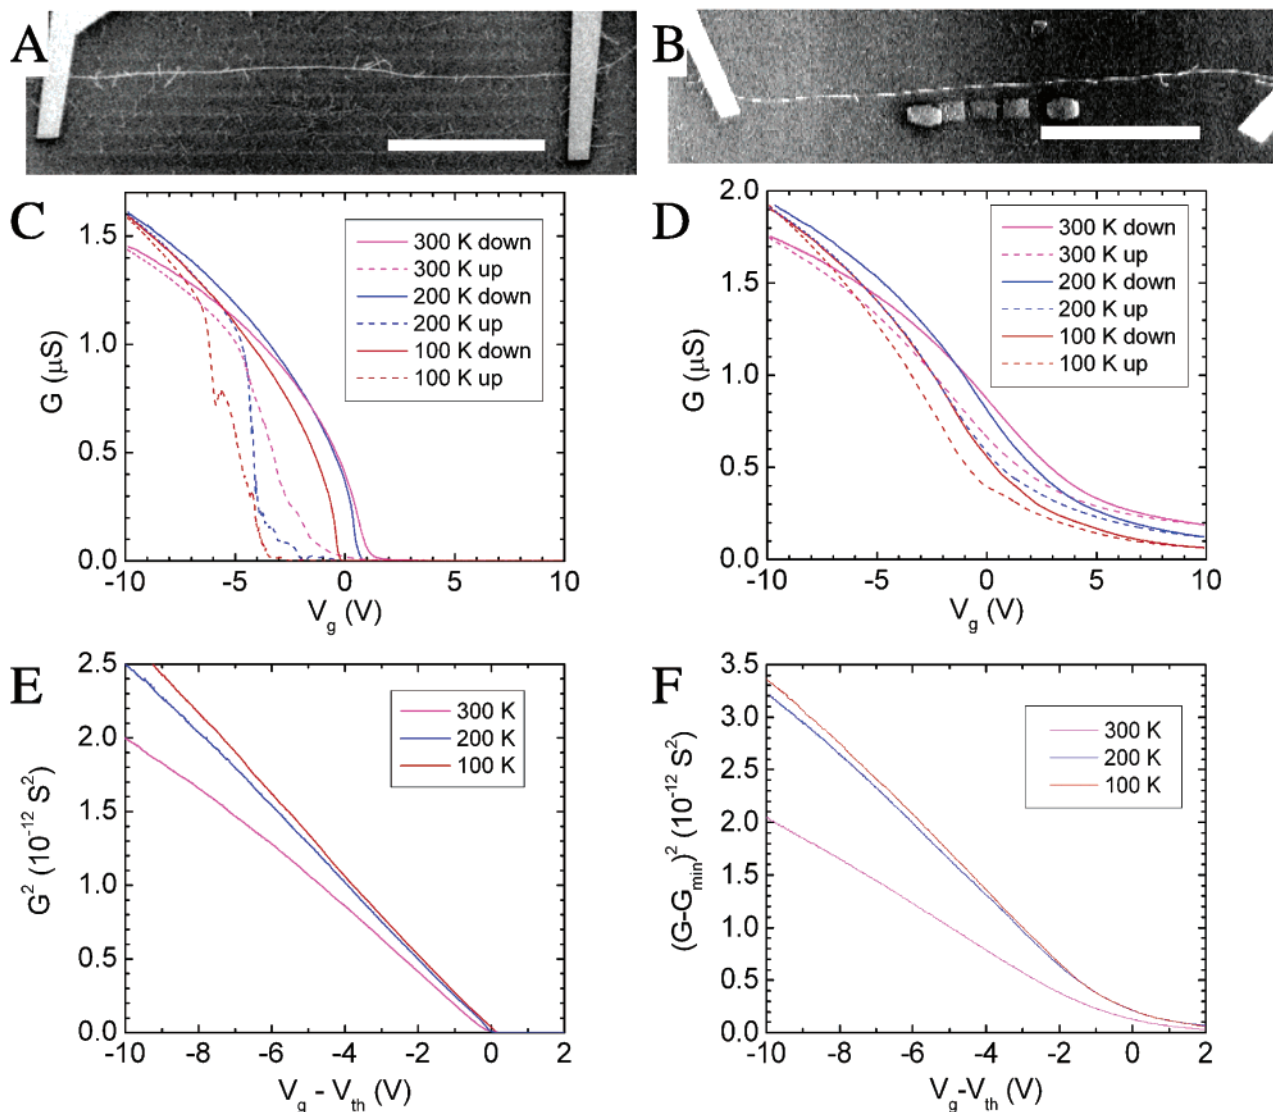 A
B
C
1.5
1.0
0.5
0.0
G (μS)
-10 -5 0 5 10
V_g (V)
300 K down
300 K up
200 K down
200 K up
100 K down
100 K up
D
2.0
1.5
1.0
0.5
0.0
G (μS)
-10 -5 0 5 10
V_g (V)
300 K down
300 K up
200 K down
200 K up
100 K down
100 K up
E
2.5
2.0
1.5
1.0
0.5
0.0
G² (10⁻¹² S²)
-10 -8 -6 -4 -2 0 2
V_g - V_th (V)
300 K
200 K
100 K
F
3.5
3.0
2.5
2.0
1.5
1.0
0.5
0.0
(G-G_min)² (10⁻¹² S²)
-10 -8 -6 -4 -2 0 2
V_g-V_th (V)
300 K
200 K
100 K